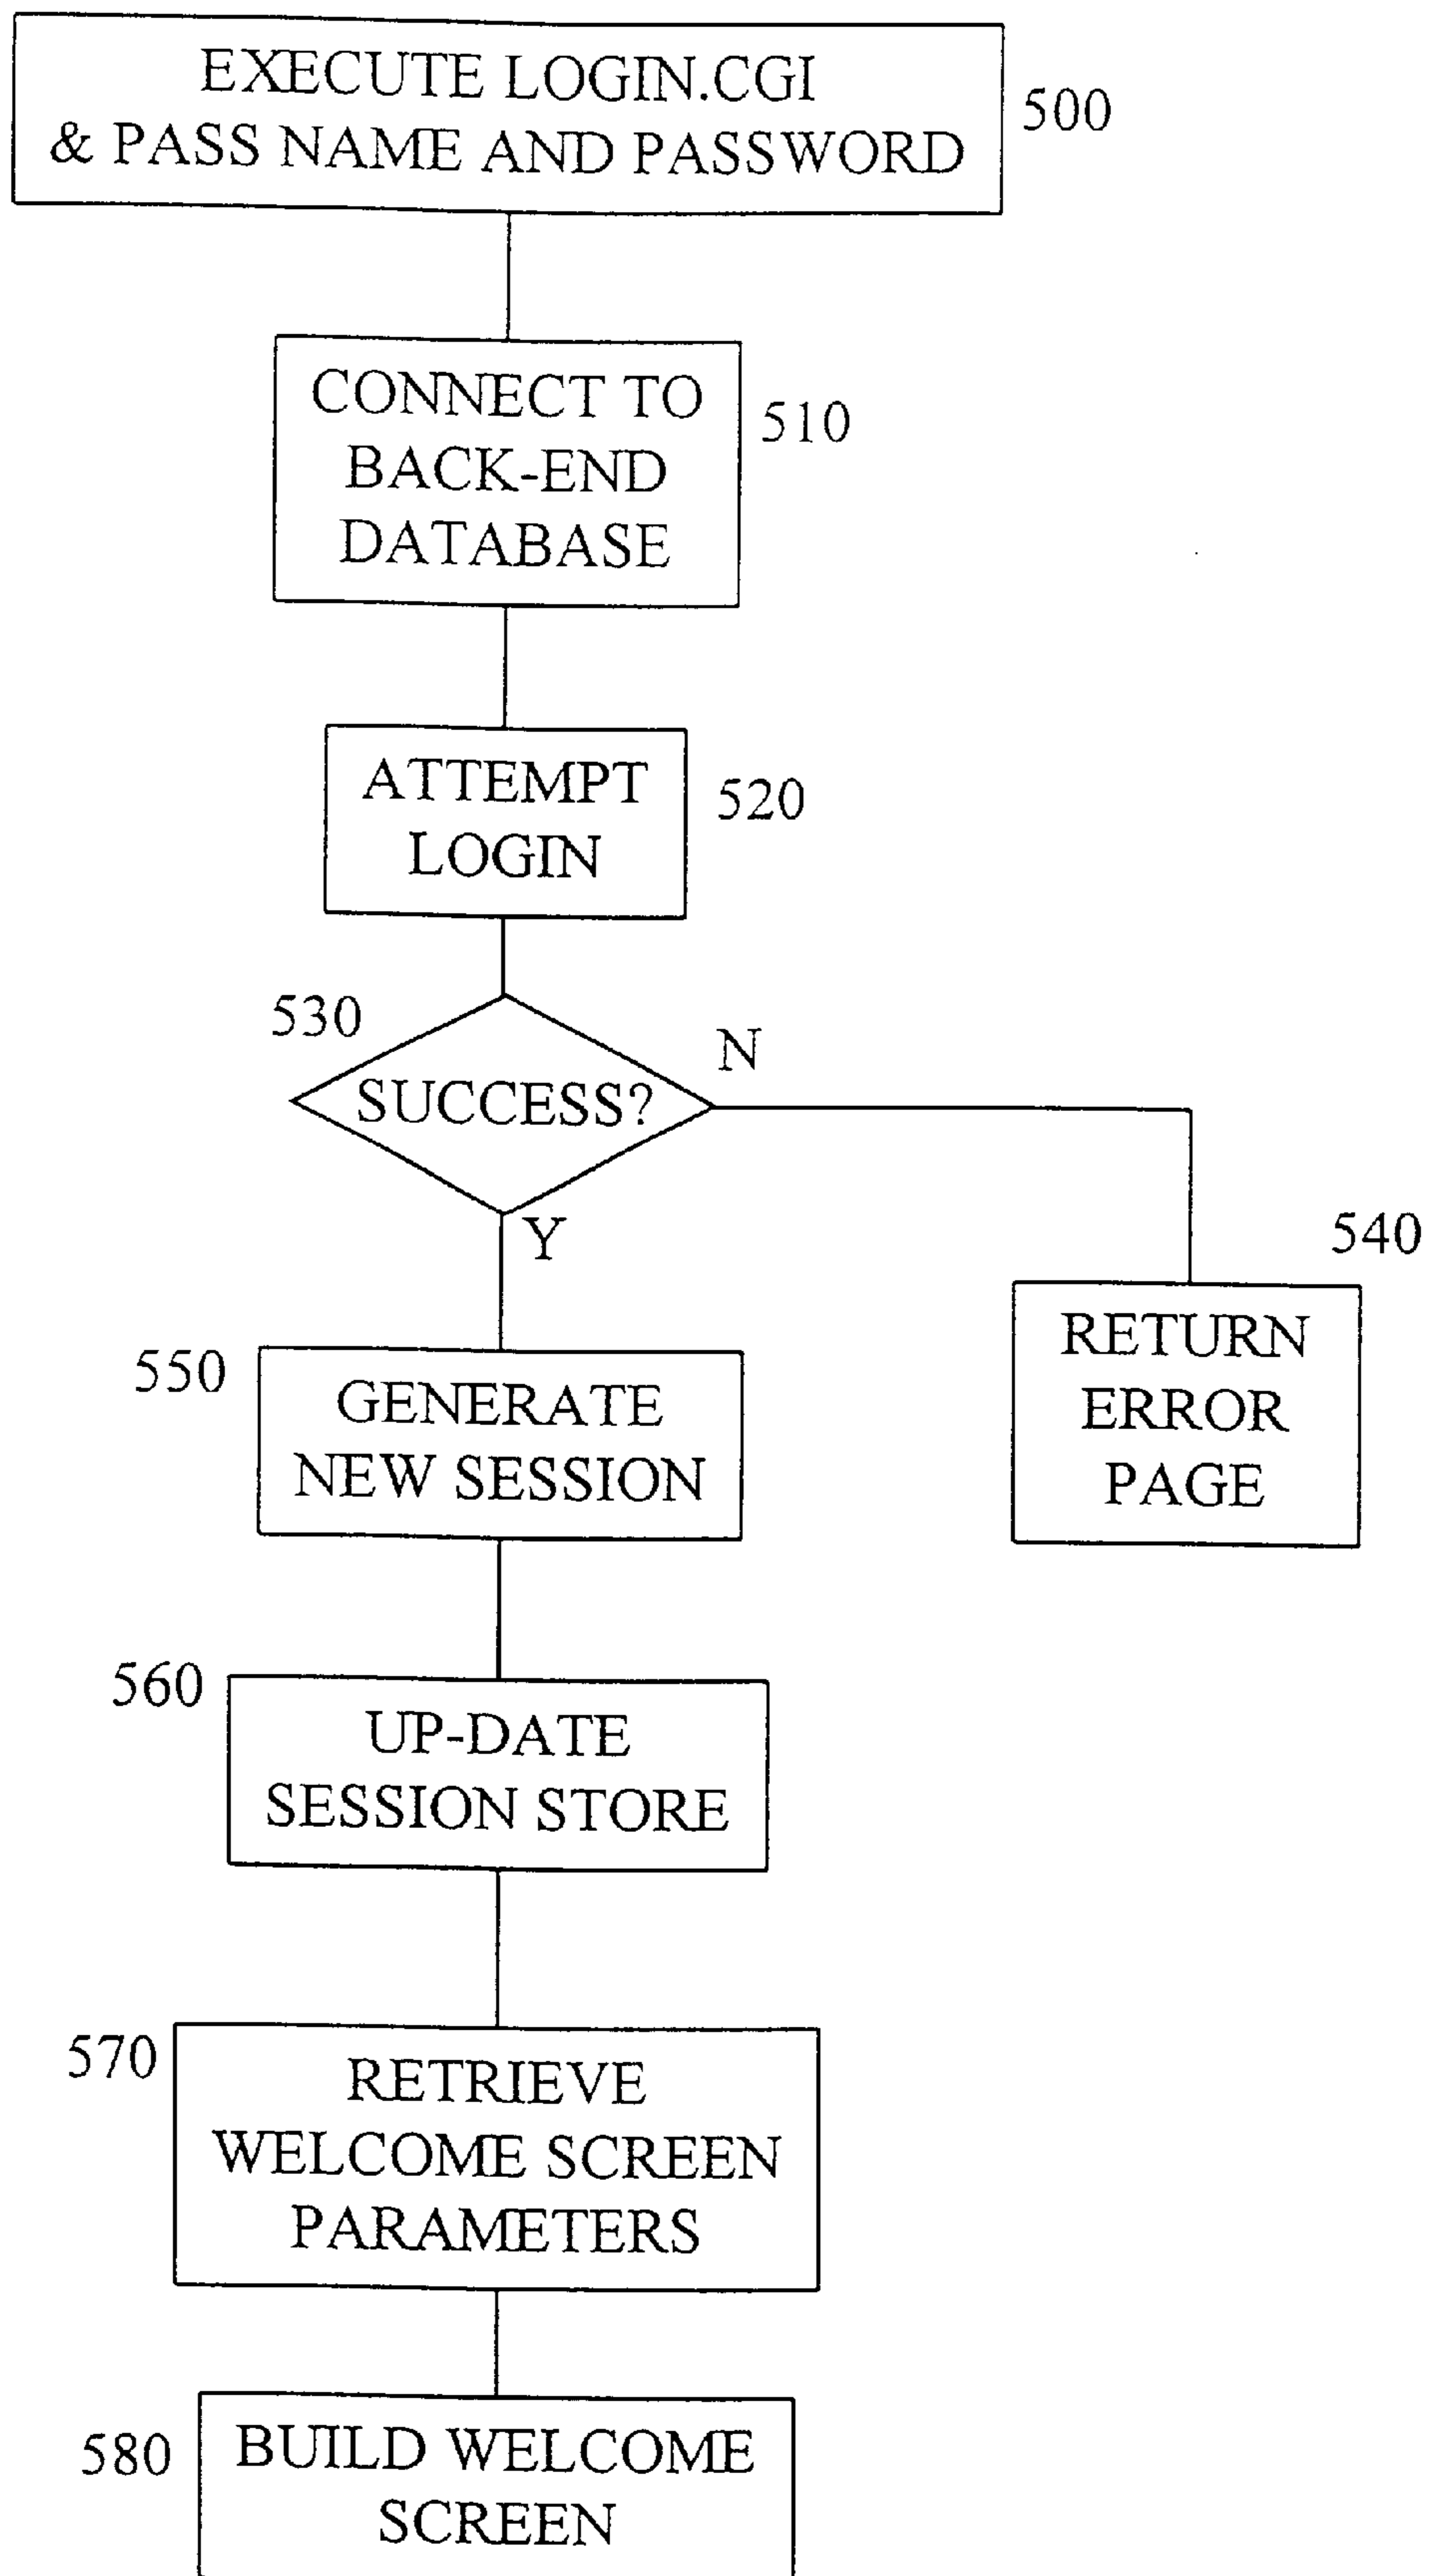 EXECUTE LOGIN.CGI
& PASS NAME AND PASSWORD
500
CONNECT TO
BACK-END
DATABASE
510
ATTEMPT
LOGIN
520
530
SUCCESS?
N
Y
540
RETURN
ERROR
PAGE
550
GENERATE
NEW SESSION
560
UP-DATE
SESSION STORE
570
RETRIEVE
WELCOME SCREEN
PARAMETERS
580
BUILD WELCOME
SCREEN